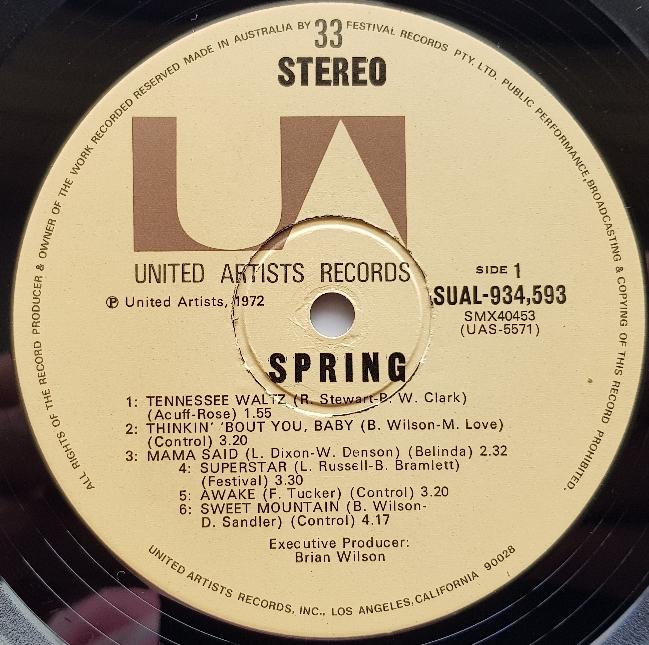 33
STEREO
ALL RIGHTS OF THE RECORD PRODUCER & OWNER OF THE WORK RECORDED RESERVED MADE IN AUSTRALIA BY FESTIVAL RECORDS PTY. LTD. PUBLIC PERFORMANCE, BROADCASTING & COPYING OF THIS RECORD PROHIBITED.
UA
UNITED ARTISTS RECORDS
SIDE 1
℗ United Artists, 1972
SUAL-934,593
SMX40453
(UAS-5571)
SPRING
1: TENNESSEE WALTZ (R. Stewart-P. W. Clark)
(Acuff-Rose) 1.55
2: THINKIN' 'BOUT YOU, BABY (B. Wilson-M. Love)
(Control) 3.20
3: MAMA SAID (L. Dixon-W. Denson) (Belinda) 2.32
4: SUPERSTAR (L. Russell-B. Bramlett)
(Festival) 3.30
5: AWAKE (F. Tucker) (Control) 3.20
6: SWEET MOUNTAIN (B. Wilson-
D. Sandler) (Control) 4.17
Executive Producer:
Brian Wilson
UNITED ARTISTS RECORDS, INC., LOS ANGELES, CALIFORNIA 90028